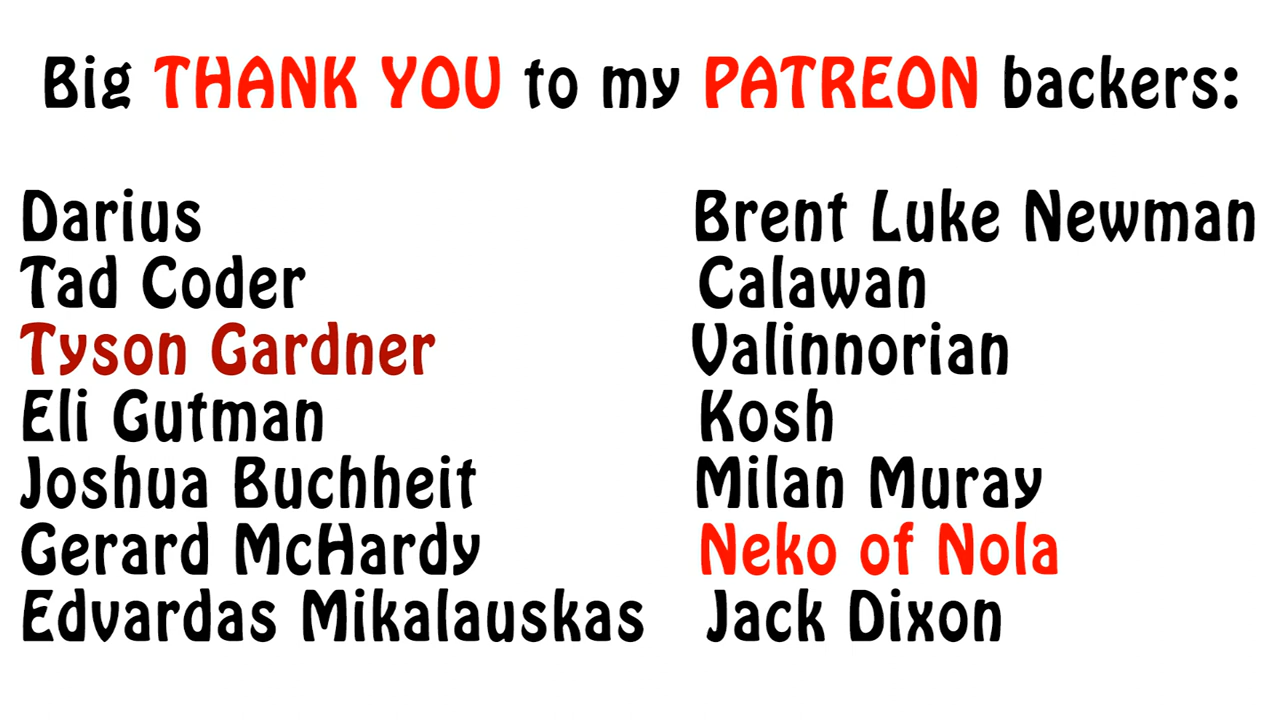 Big THANK YOU to my PATREON backers:
Darius
Tad Coder
Tyson Gardner
Eli Gutman
Joshua Buchheit
Gerard McHardy
Edvardas Mikalauskas
Brent Luke Newman
Calawan
Valinnorian
Kosh
Milan Muray
Neko of Nola
Jack Dixon